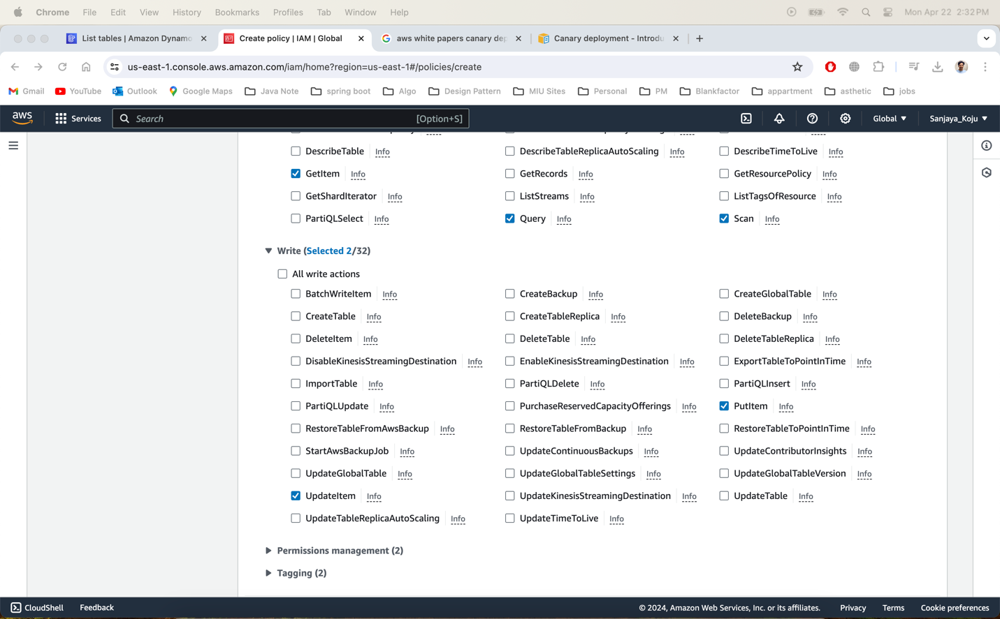 Chrome File Edit View History Bookmarks Profiles Tab Window Help Mon Apr 22 2:32 PM
List tables | Amazon Dynamo Create policy | IAM | Global aws white papers canary dep Canary deployment - Introdu
us-east-1.console.aws.amazon.com/iam/home?region=us-east-1#/policies/create
Gmail YouTube Outlook Google Maps Java Note spring boot Algo Design Pattern MIU Sites Personal PM Blankfactor appartment asthetic jobs
aws Services Search [Option+S] Global Sanjaya_Koju
DescribeTable Info DescribeTableReplicaAutoScaling Info DescribeTimeToLive Info
GetItem Info GetRecords Info GetResourcePolicy Info
GetShardIterator Info ListStreams Info ListTagsOfResource Info
PartiQLSelect Info Query Info Scan Info
Write (Selected 2/32)
All write actions
BatchWriteItem Info CreateBackup Info CreateGlobalTable Info
CreateTable Info CreateTableReplica Info DeleteBackup Info
DeleteItem Info DeleteTable Info DeleteTableReplica Info
DisableKinesisStreamingDestination Info EnableKinesisStreamingDestination Info ExportTableToPointInTime Info
ImportTable Info PartiQLDelete Info PartiQLInsert Info
PartiQLUpdate Info PurchaseReservedCapacityOfferings Info PutItem Info
RestoreTableFromAwsBackup Info RestoreTableFromBackup Info RestoreTableToPointInTime Info
StartAwsBackupJob Info UpdateContinuousBackups Info UpdateContributorInsights Info
UpdateGlobalTable Info UpdateGlobalTableSettings Info UpdateGlobalTableVersion Info
UpdateItem Info UpdateKinesisStreamingDestination Info UpdateTable Info
UpdateTableReplicaAutoScaling Info UpdateTimeToLive Info
Permissions management (2)
Tagging (2)
CloudShell Feedback © 2024, Amazon Web Services, Inc. or its affiliates. Privacy Terms Cookie preferences